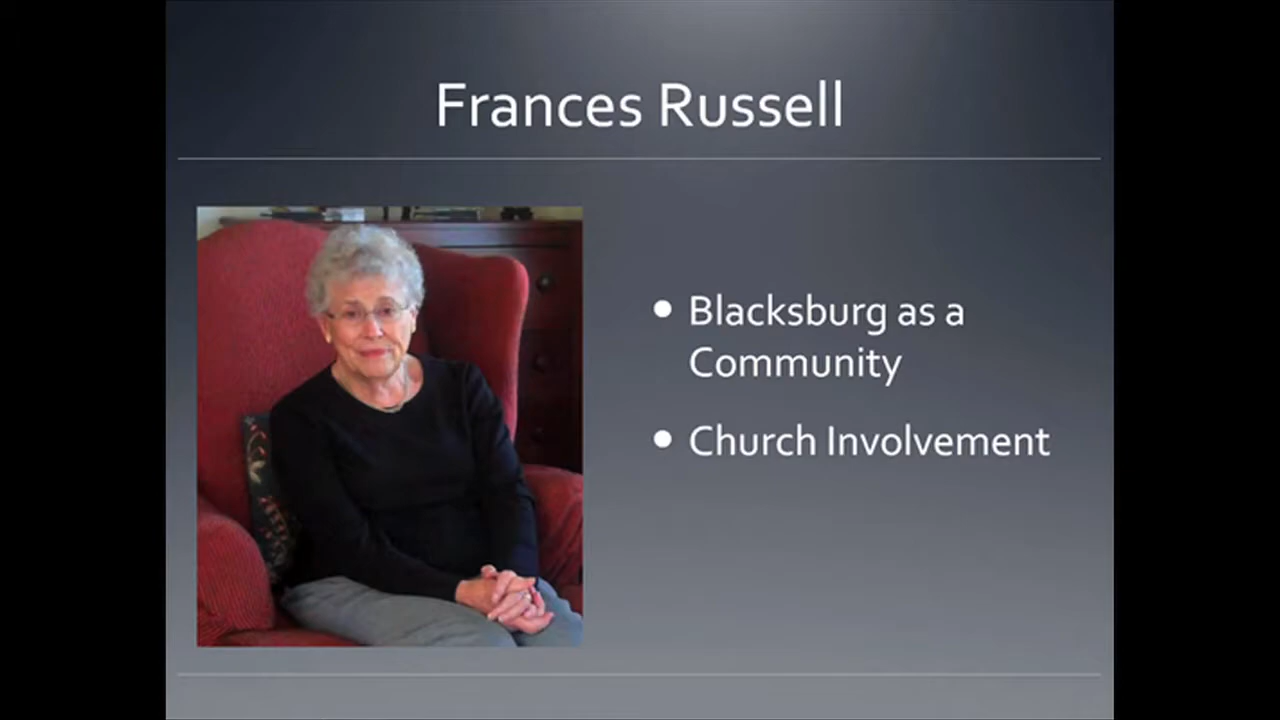 Frances Russell
• Blacksburg as a
Community
• Church Involvement